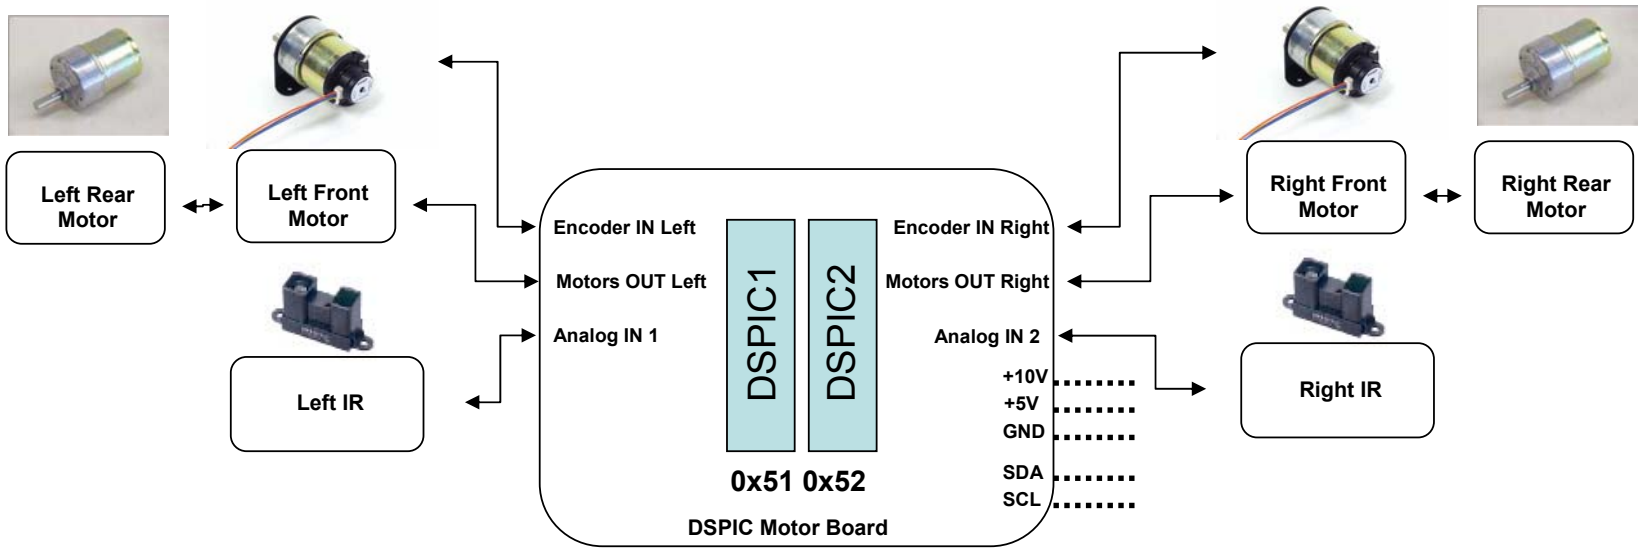 Left Rear
Motor
Left Front
Motor
Right Front
Motor
Right Rear
Motor
Encoder IN Left
Encoder IN Right
Motors OUT Left
Motors OUT Right
Analog IN 1
Analog IN 2
DSPIC1
DSPIC2
Left IR
Right IR
+10V
+5V
GND
SDA
SCL
0x51 0x52
DSPIC Motor Board